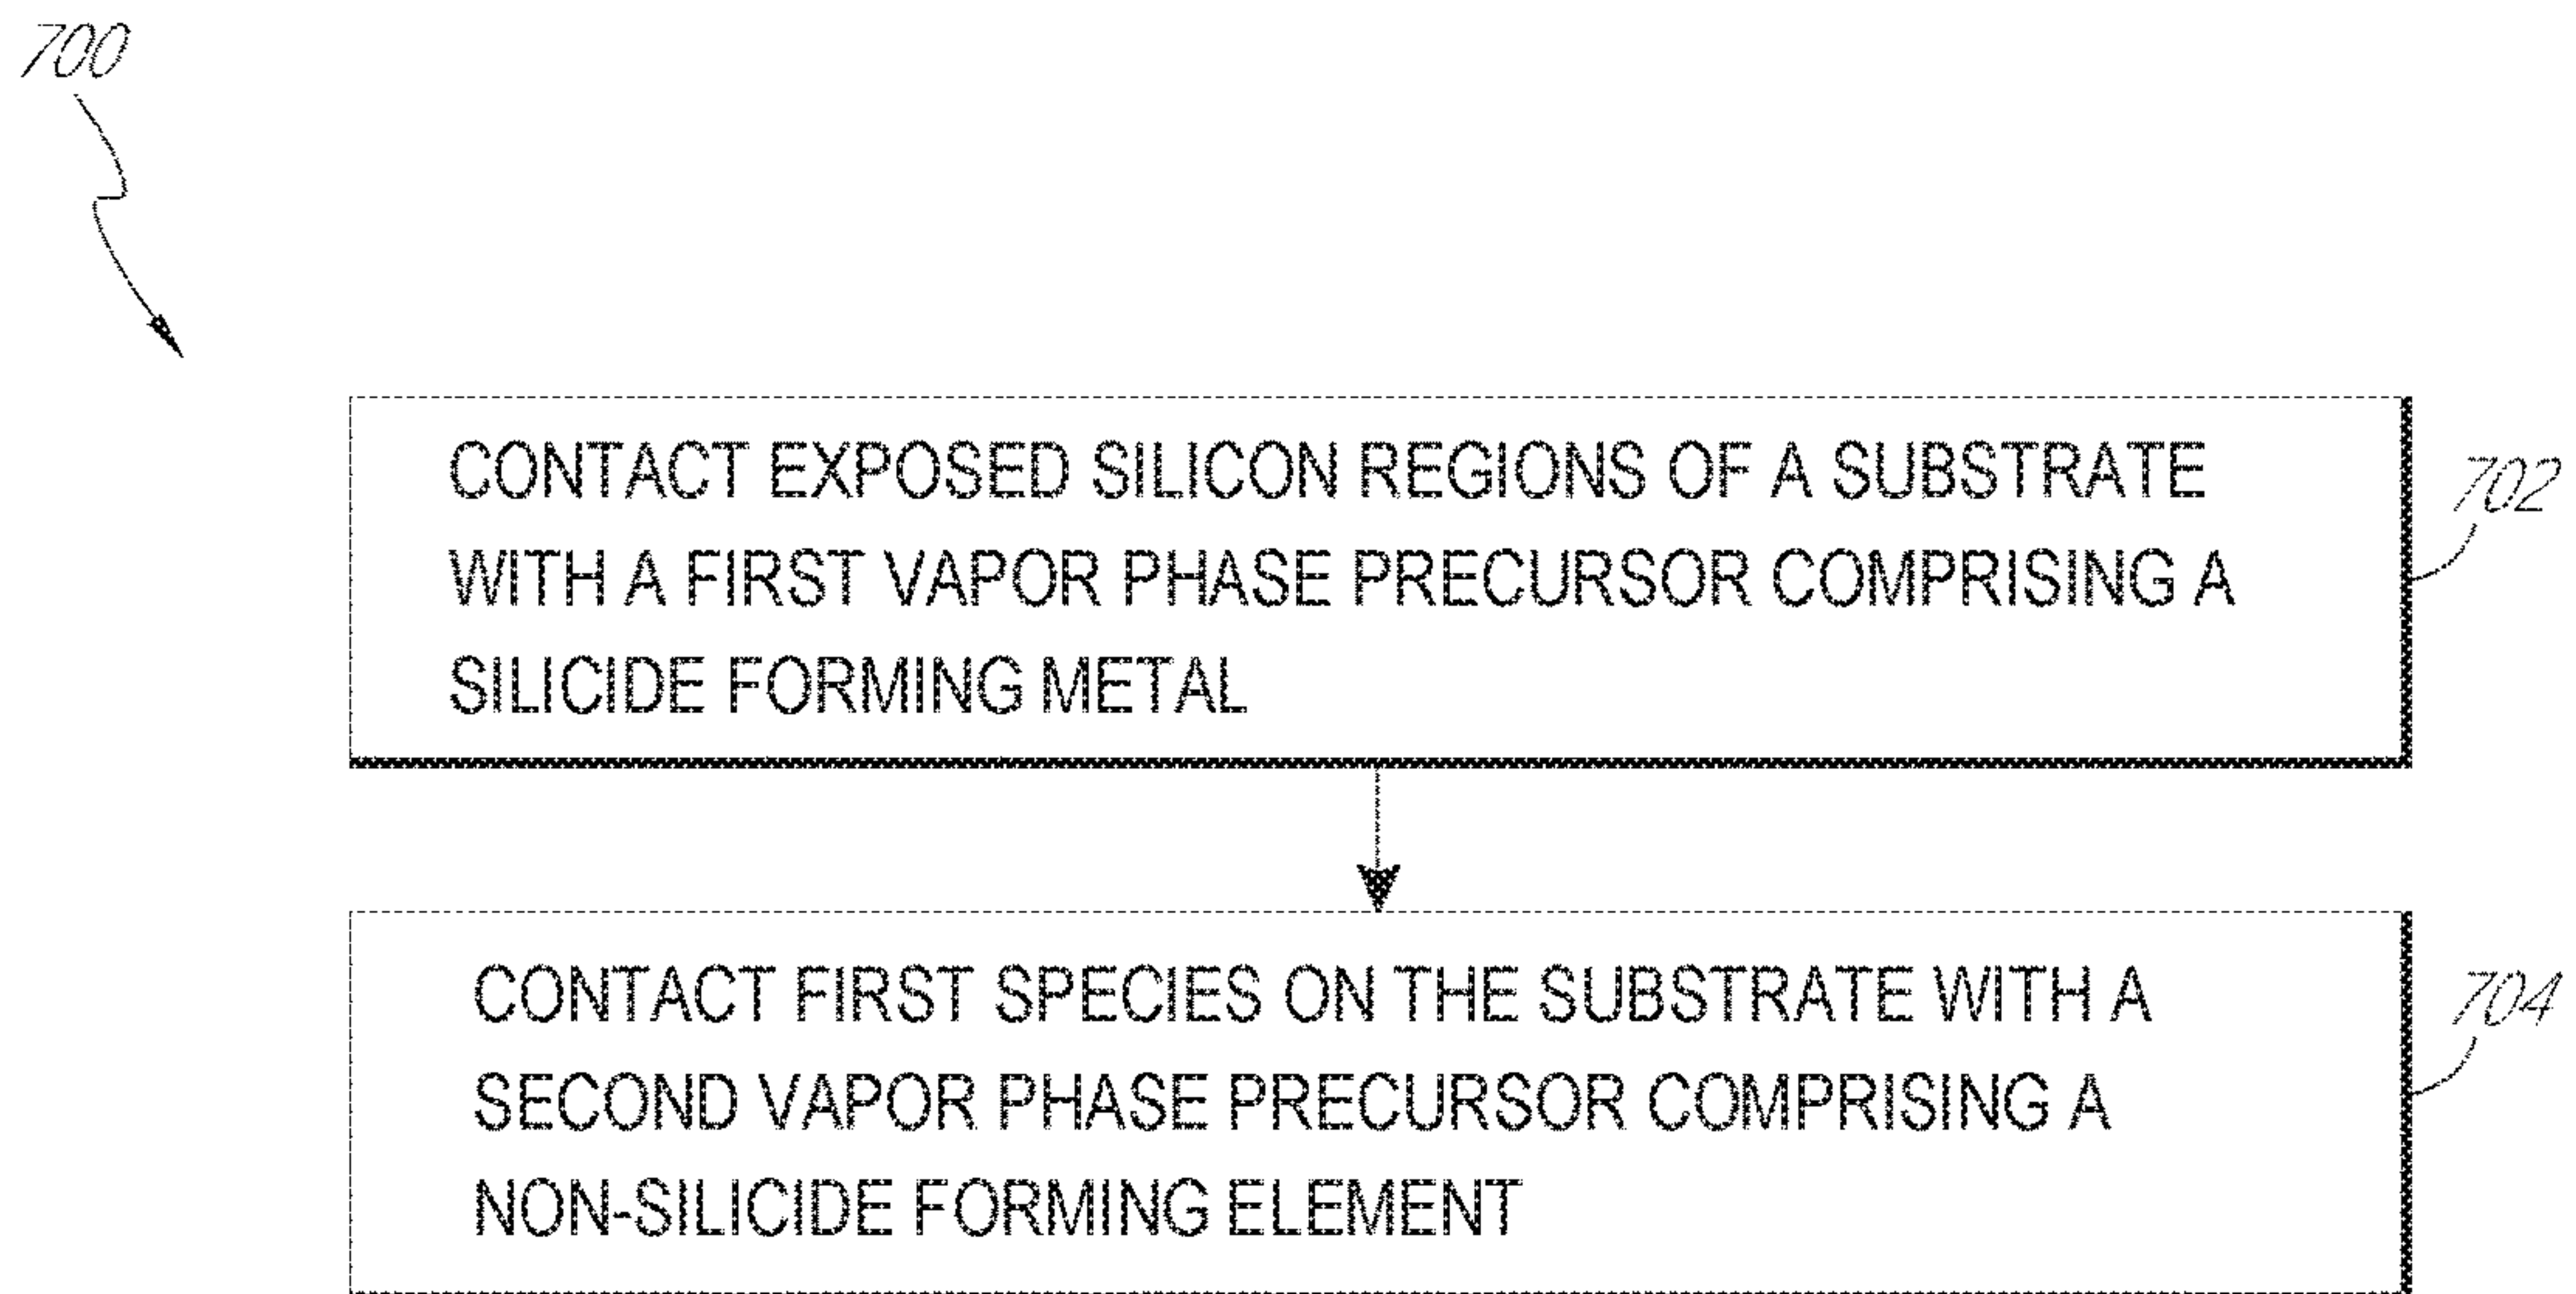 700
CONTACT EXPOSED SILICON REGIONS OF A SUBSTRATE
WITH A FIRST VAPOR PHASE PRECURSOR COMPRISING A
SILICIDE FORMING METAL
702
CONTACT FIRST SPECIES ON THE SUBSTRATE WITH A
SECOND VAPOR PHASE PRECURSOR COMPRISING A
NON-SILICIDE FORMING ELEMENT
704